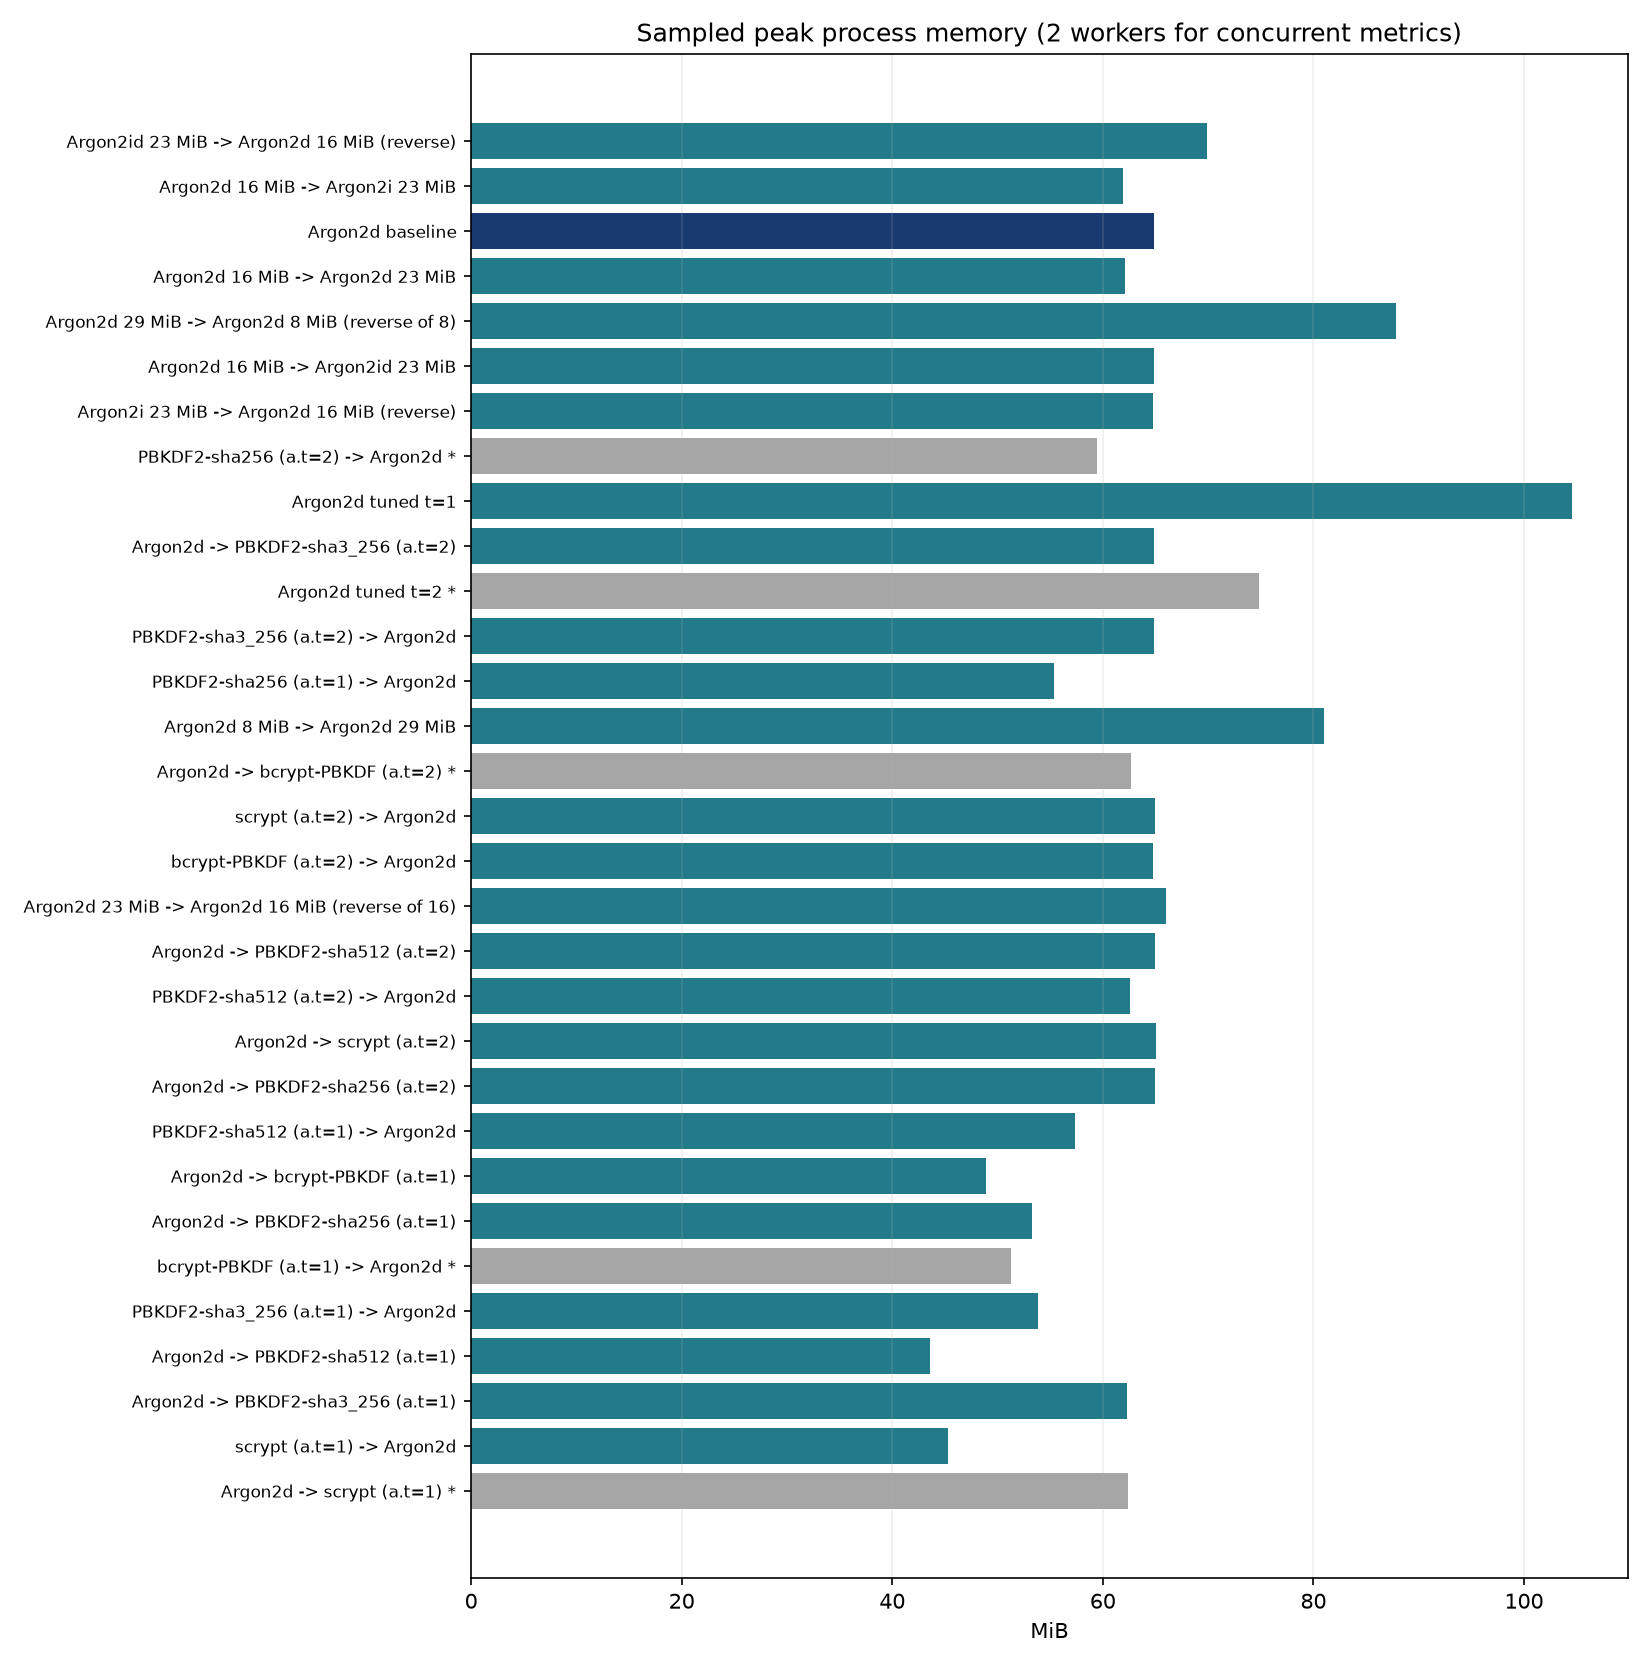 Sampled peak process memory (2 workers for concurrent metrics)
Argon2id 23 MiB -> Argon2d 16 MiB (reverse)
Argon2d 16 MiB -> Argon2i 23 MiB
Argon2d baseline
Argon2d 16 MiB -> Argon2d 23 MiB
Argon2d 29 MiB -> Argon2d 8 MiB (reverse of 8)
Argon2d 16 MiB -> Argon2id 23 MiB
Argon2i 23 MiB -> Argon2d 16 MiB (reverse)
PBKDF2-sha256 (a.t=2) -> Argon2d *
Argon2d tuned t=1
Argon2d -> PBKDF2-sha3_256 (a.t=2)
Argon2d tuned t=2 *
PBKDF2-sha3_256 (a.t=2) -> Argon2d
PBKDF2-sha256 (a.t=1) -> Argon2d
Argon2d 8 MiB -> Argon2d 29 MiB
Argon2d -> bcrypt-PBKDF (a.t=2) *
scrypt (a.t=2) -> Argon2d
bcrypt-PBKDF (a.t=2) -> Argon2d
Argon2d 23 MiB -> Argon2d 16 MiB (reverse of 16)
Argon2d -> PBKDF2-sha512 (a.t=2)
PBKDF2-sha512 (a.t=2) -> Argon2d
Argon2d -> scrypt (a.t=2)
Argon2d -> PBKDF2-sha256 (a.t=2)
PBKDF2-sha512 (a.t=1) -> Argon2d
Argon2d -> bcrypt-PBKDF (a.t=1)
Argon2d -> PBKDF2-sha256 (a.t=1)
bcrypt-PBKDF (a.t=1) -> Argon2d *
PBKDF2-sha3_256 (a.t=1) -> Argon2d
Argon2d -> PBKDF2-sha512 (a.t=1)
Argon2d -> PBKDF2-sha3_256 (a.t=1)
scrypt (a.t=1) -> Argon2d
Argon2d -> scrypt (a.t=1) *
0 20 40 60 80 100
MiB